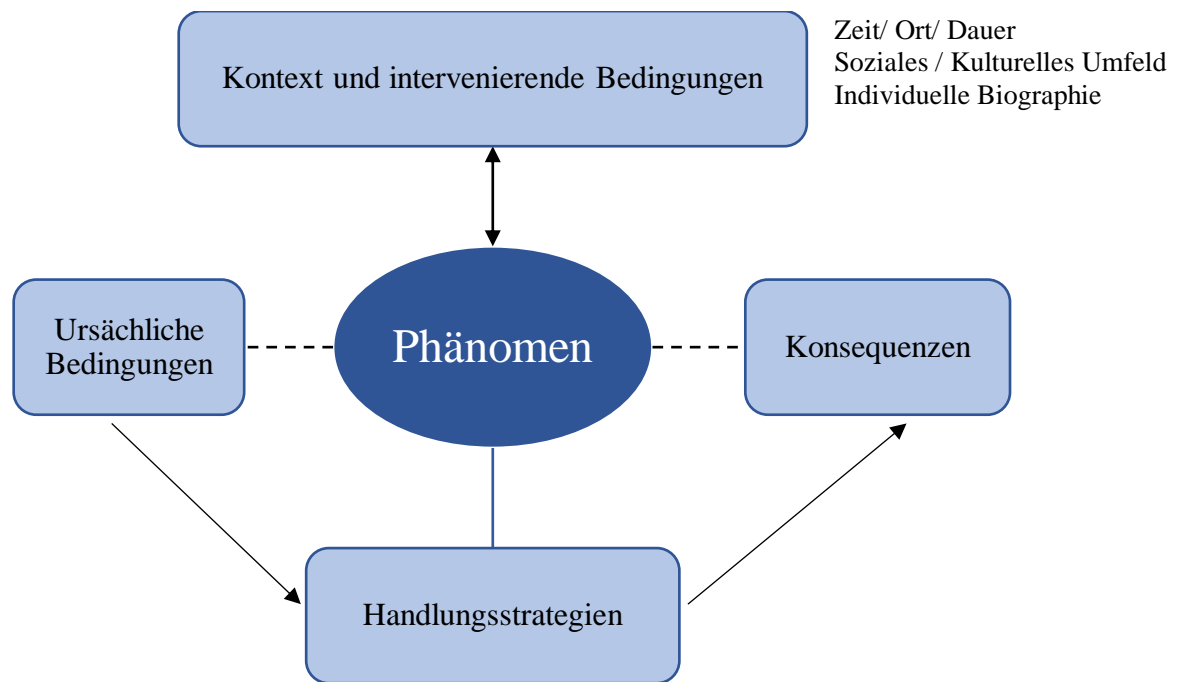 Kontext und intervenierende Bedingungen
Zeit/ Ort/ Dauer
Soziales / Kulturelles Umfeld
Individuelle Biographie
Ursächliche
Bedingungen
Phänomen
Konsequenzen
Handlungsstrategien